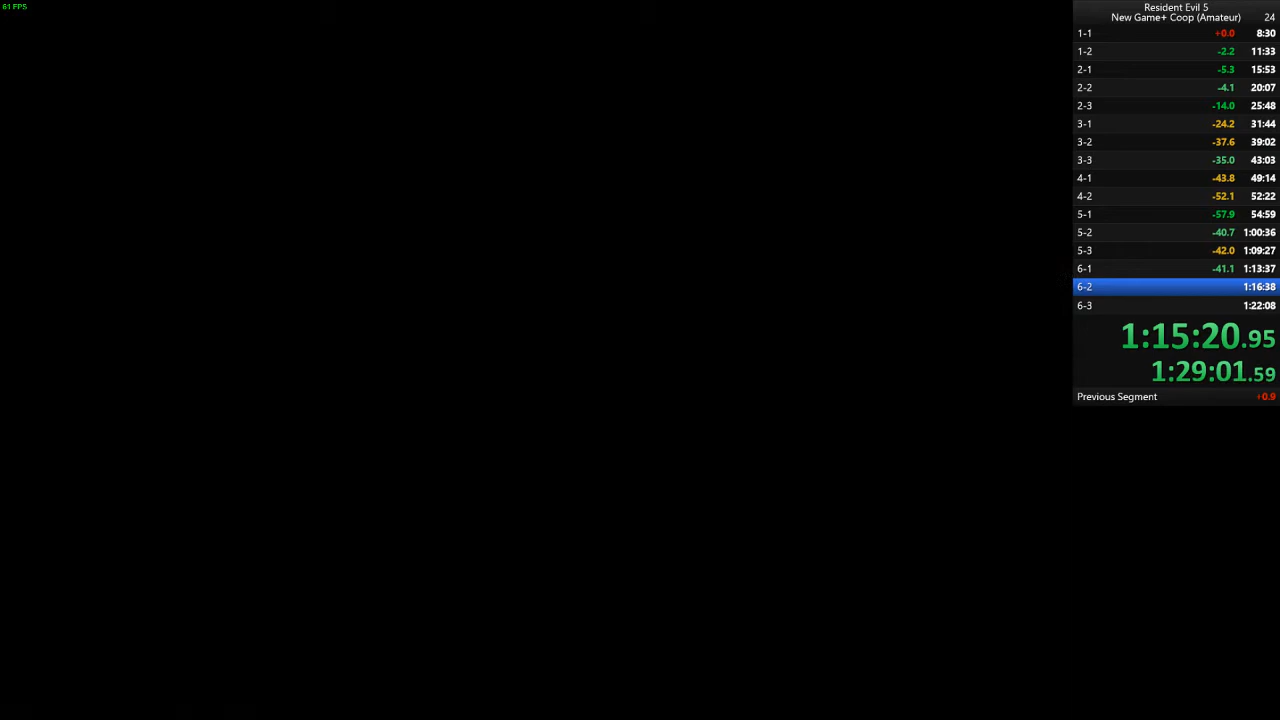 61 FPS
Resident Evil 5
New Game+ Coop (Amateur) 24
1-1 +0.0 8:30
1-2 -2.2 11:33
2-1 -5.3 15:53
2-2 -4.1 20:07
2-3 -14.0 25:48
3-1 -24.2 31:44
3-2 -37.6 39:02
3-3 -35.0 43:03
4-1 -43.8 49:14
4-2 -52.1 52:22
5-1 -57.9 54:59
5-2 -40.7 1:00:36
5-3 -42.0 1:09:27
6-1 -41.1 1:13:37
6-2 1:16:38
6-3 1:22:08
1:15:20.95
1:29:01.59
Previous Segment +0.9